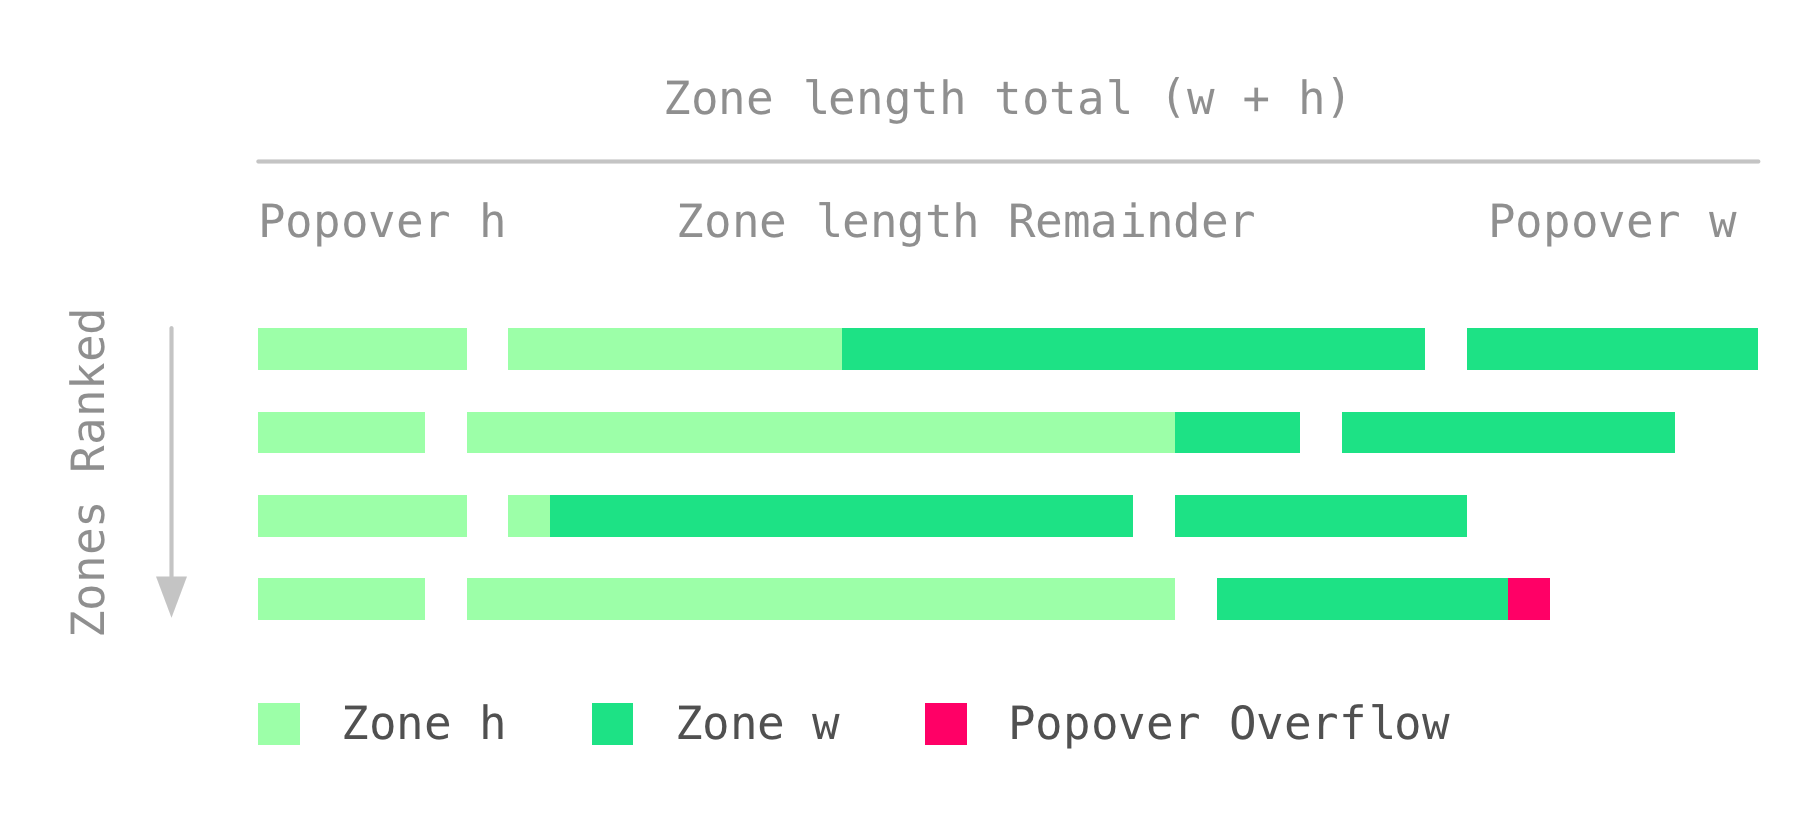 Zone length total (w + h)
Popover h
Zone length Remainder
Popover w
Zones Ranked
Zone h
Zone w
Popover Overflow